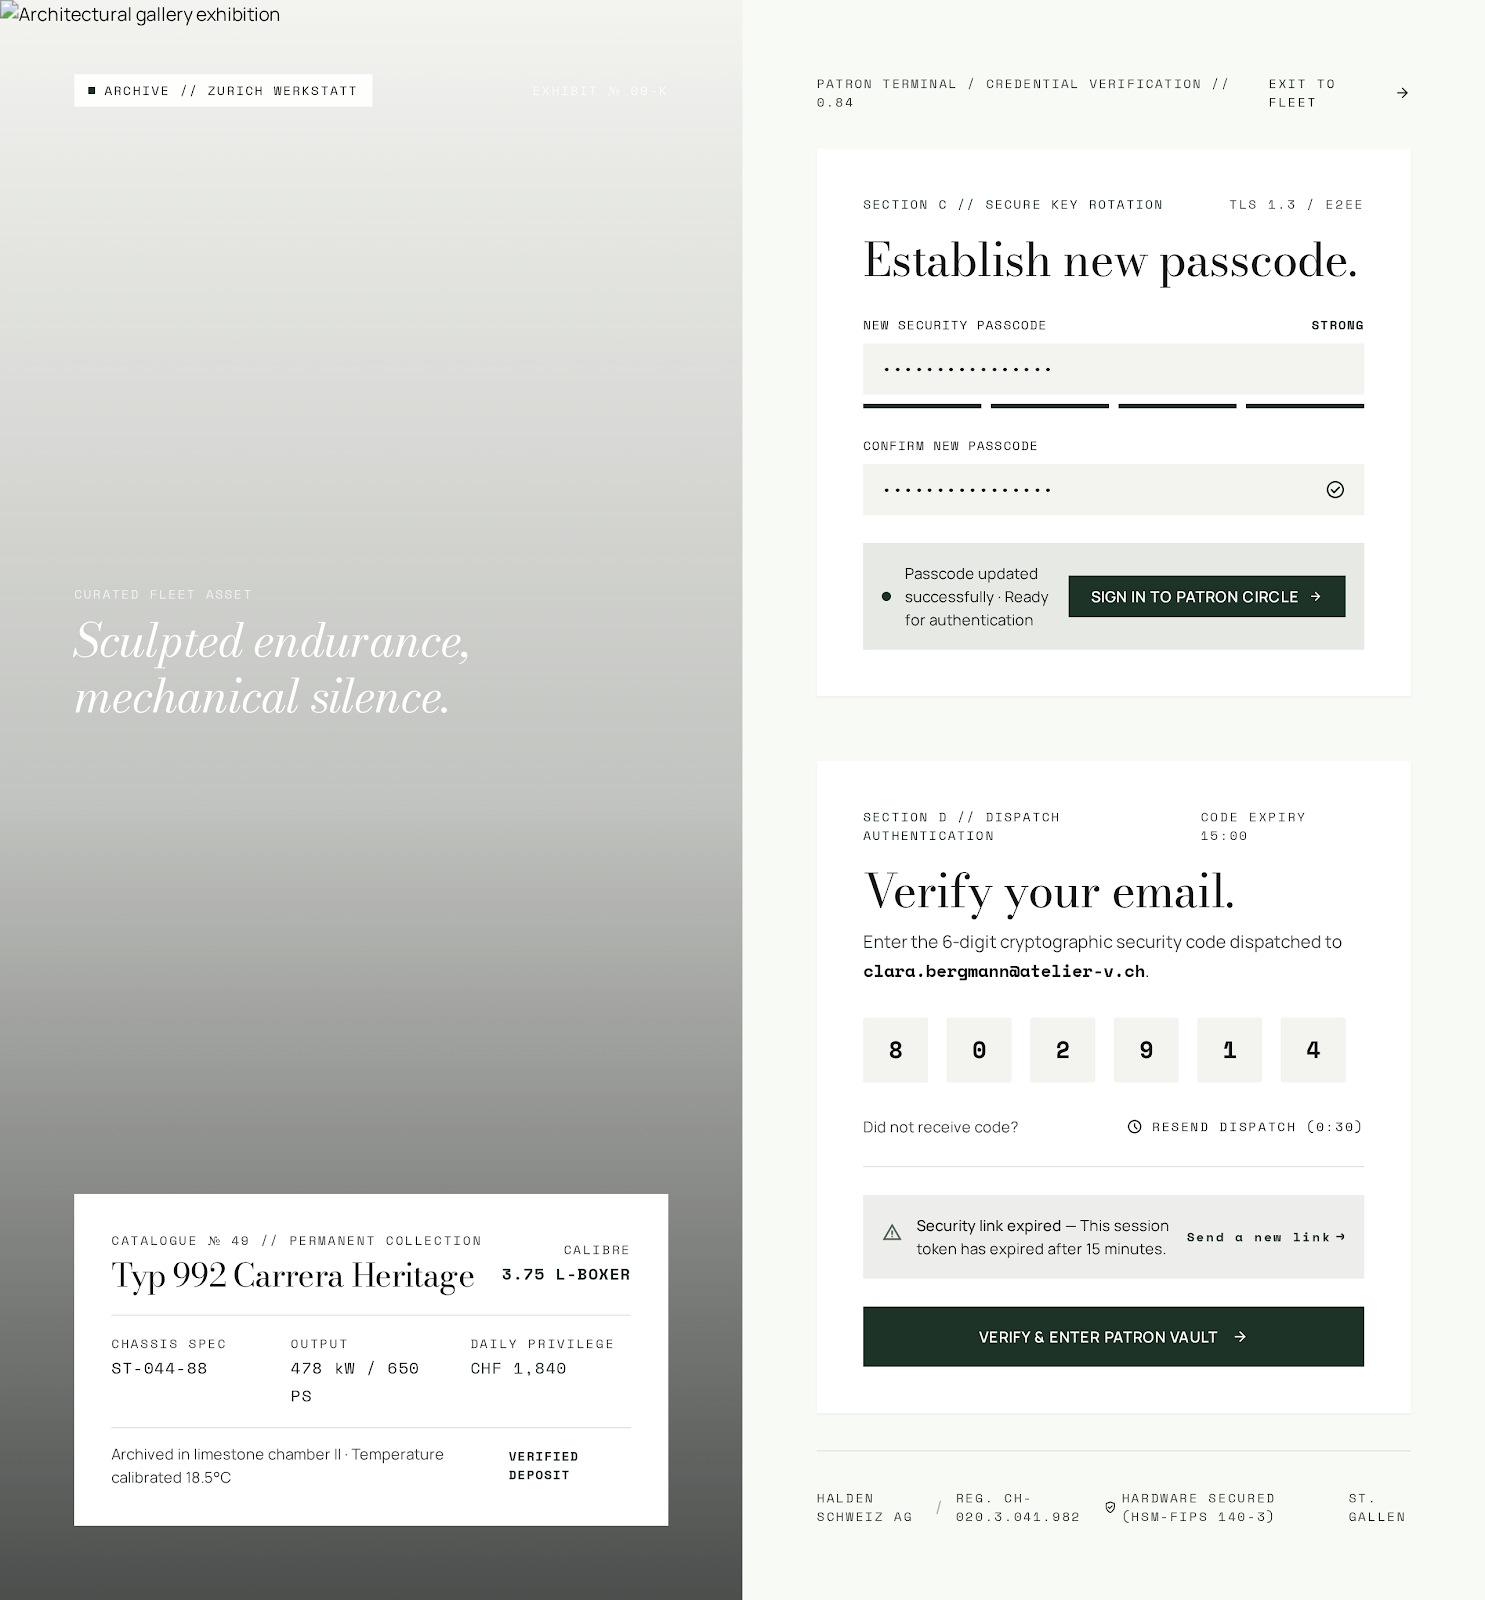 Architectural gallery exhibition
ARCHIVE // ZURICH WERKSTATT
EXHIBIT № 99-K
CURATED FLEET ASSET
Sculpted endurance,
mechanical silence.
CATALOGUE № 49 // PERMANENT COLLECTION
Typ 992 Carrera Heritage
CALIBRE
3.75 L-BOXER
CHASSIS SPEC
ST-044-88
OUTPUT
478 kW / 650
PS
DAILY PRIVILEGE
CHF 1,840
Archived in limestone chamber II · Temperature
calibrated 18.5°C
VERIFIED
DEPOSIT
PATRON TERMINAL / CREDENTIAL VERIFICATION //
0.84
EXIT TO
FLEET
SECTION C // SECURE KEY ROTATION
TLS 1.3 / E2EE
Establish new passcode.
NEW SECURITY PASSCODE
STRONG
••••••••••••••••
CONFIRM NEW PASSCODE
••••••••••••••••
Passcode updated
successfully · Ready
for authentication
SIGN IN TO PATRON CIRCLE →
SECTION D // DISPATCH
AUTHENTICATION
CODE EXPIRY
15:00
Verify your email.
Enter the 6-digit cryptographic security code dispatched to
clara.bergmann@atelier-v.ch.
8 0 2 9 1 4
Did not receive code?
RESEND DISPATCH (0:30)
Security link expired — This session
token has expired after 15 minutes.
Send a new link →
VERIFY & ENTER PATRON VAULT →
HALDEN
SCHWEIZ AG
/
REG. CH-
020.3.041.982
HARDWARE SECURED
(HSM-FIPS 140-3)
ST.
GALLEN